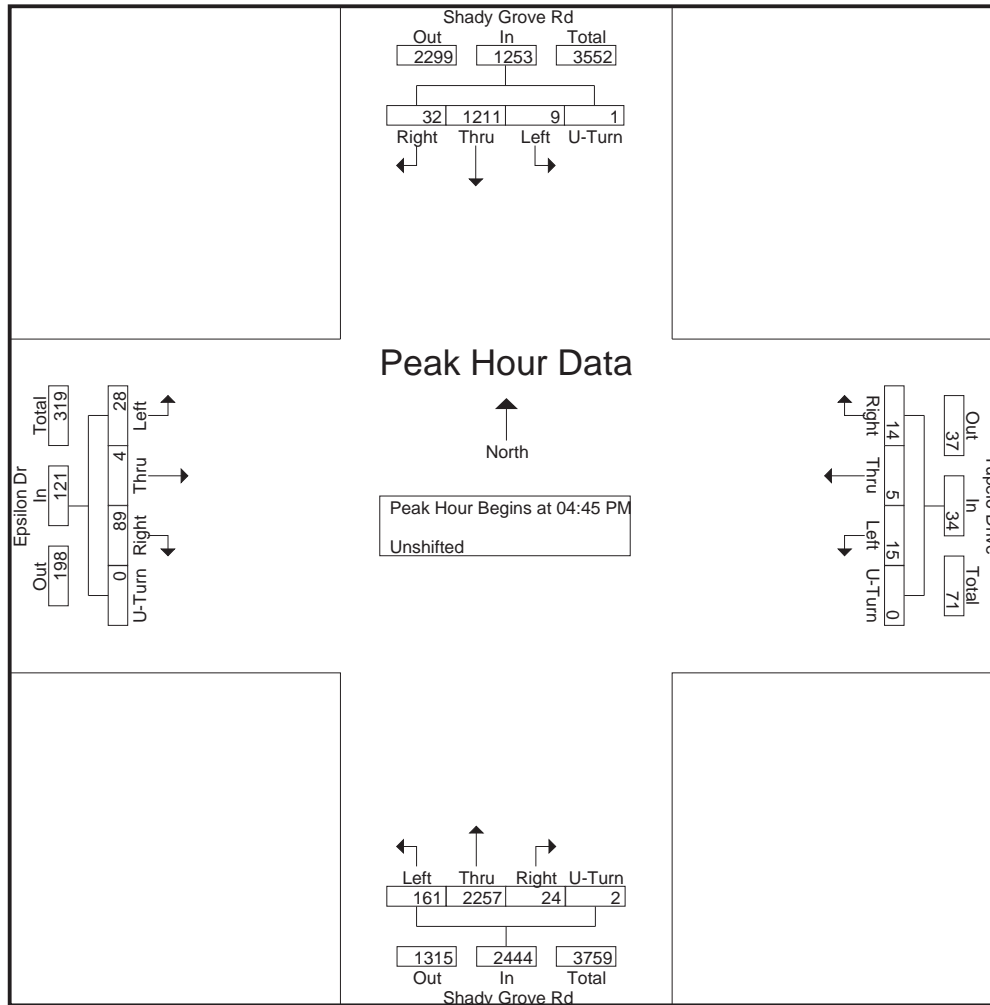 Shady Grove Rd
Out In Total
2299 1253 3552
32 1211 9 1
Right Thru Left U-Turn
Peak Hour Data
North
Peak Hour Begins at 04:45 PM
Unshifted
Epsilon Dr
Total In Out
319 121 198
28 4 89 0
Left Thru Right U-Turn
Right Thru Left U-Turn
14 5 15 0
Out In Total
37 34 71
Drive
Left Thru Right U-Turn
161 2257 24 2
1315 2444 3759
Out In Total
Shady Grove Rd